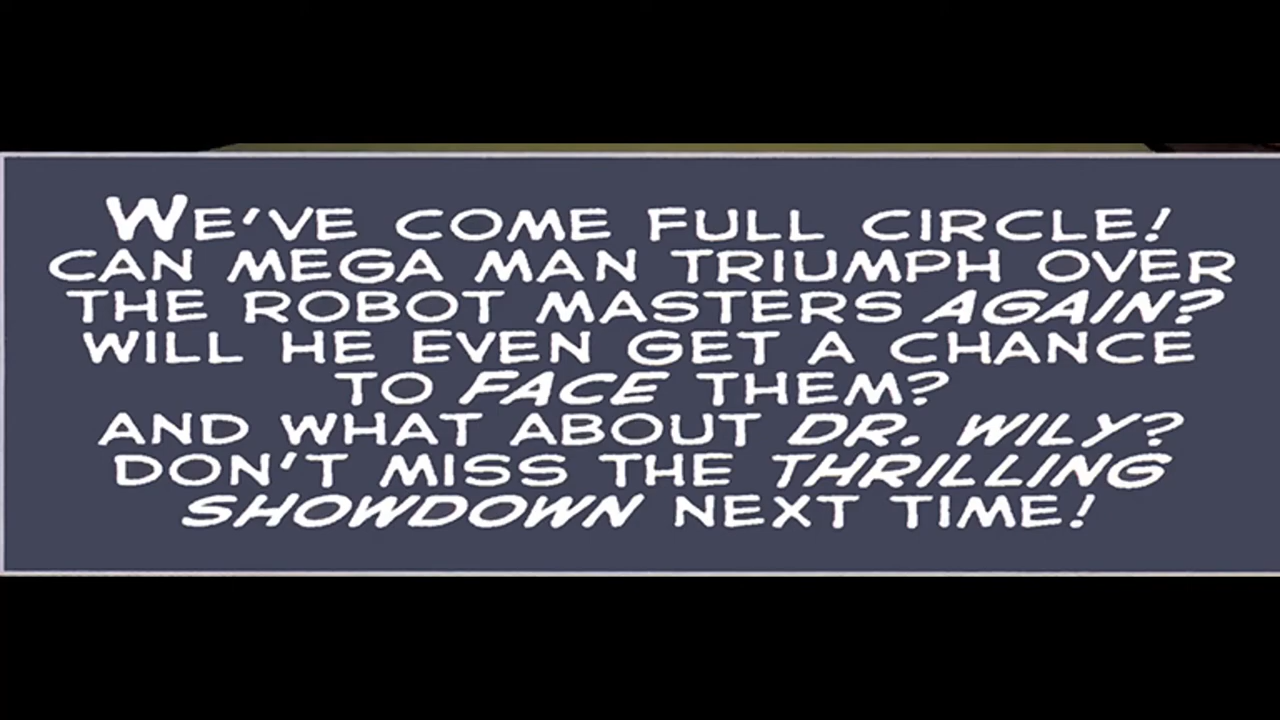 WE'VE COME FULL CIRCLE!
CAN MEGA MAN TRIUMPH OVER
THE ROBOT MASTERS AGAIN?
WILL HE EVEN GET A CHANCE
TO FACE THEM?
AND WHAT ABOUT DR. WILY?
DON'T MISS THE THRILLING
SHOWDOWN NEXT TIME!